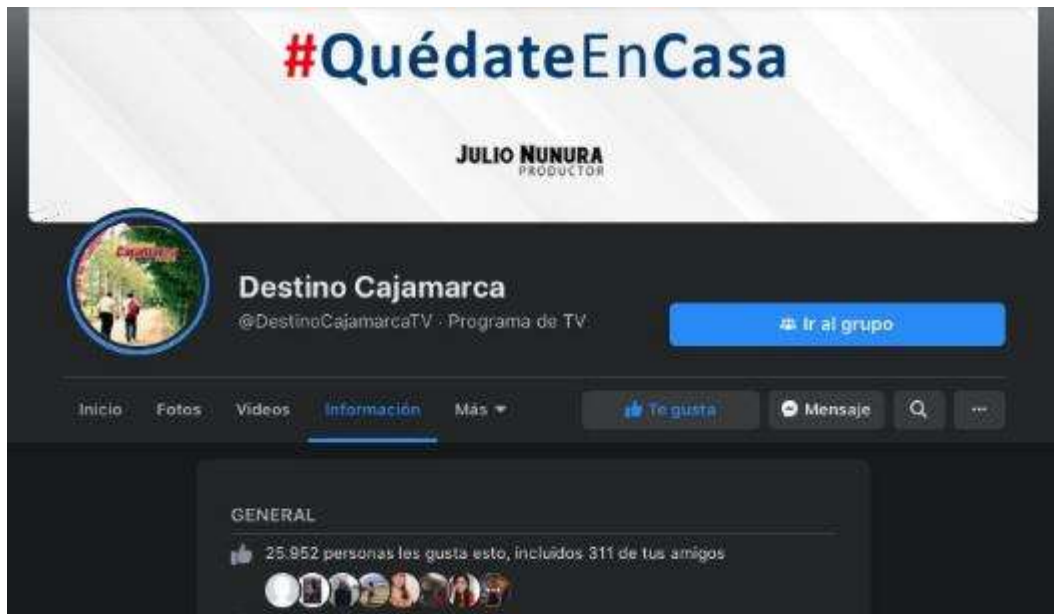 #QuédateEnCasa
JULIO NUNURA
PRODUCTOR
Cajamarca
Destino Cajamarca
@DestinoCajamarcaTV · Programa de TV
Ir al grupo
Inicio Fotos Videos Información Más Te gusta Mensaje
GENERAL
25.952 personas les gusta esto, incluidos 311 de tus amigos